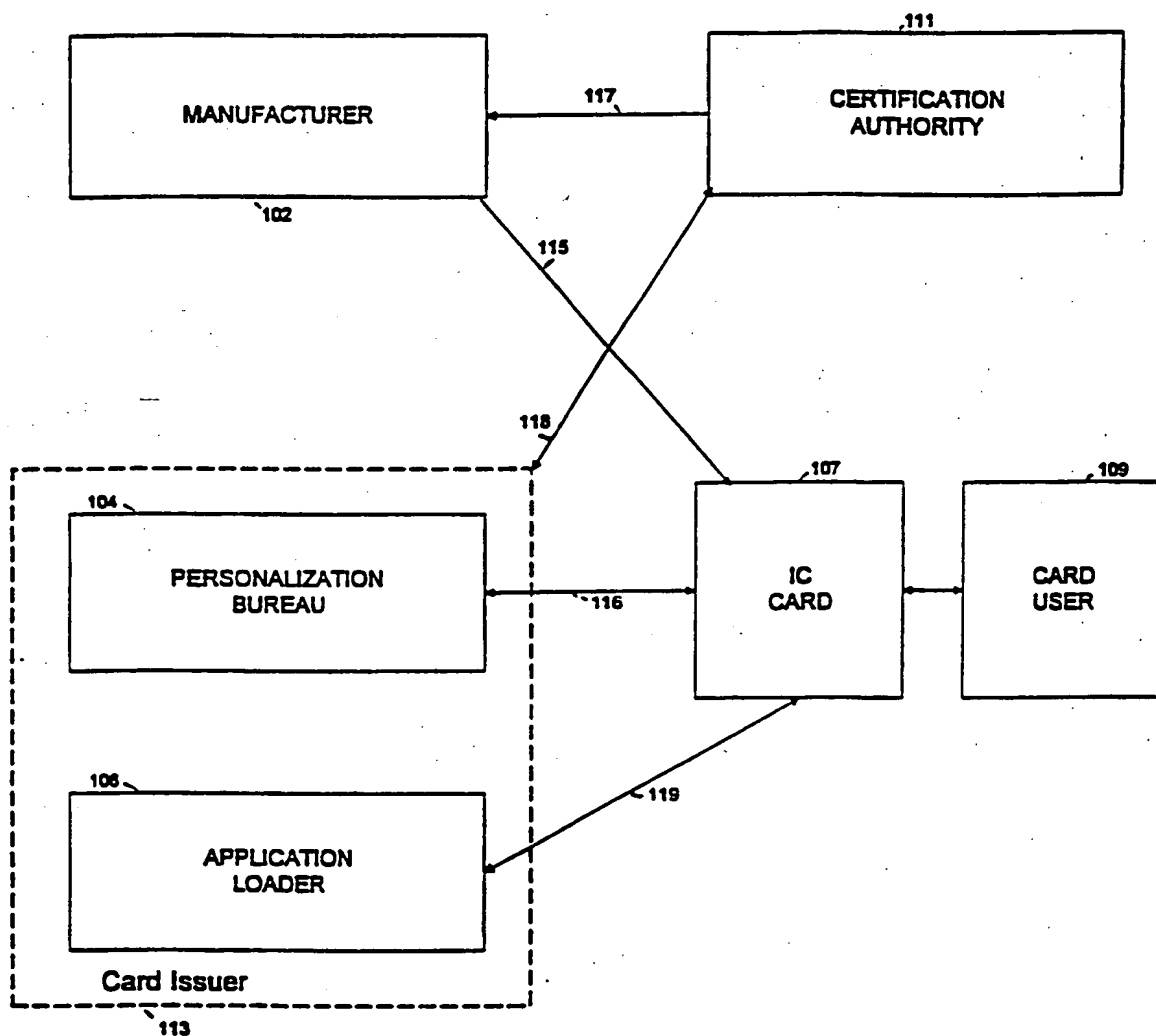 111
MANUFACTURER
117
CERTIFICATION
AUTHORITY
102
115
118
107
109
104
PERSONALIZATION
BUREAU
116
IC
CARD
CARD
USER
106
119
APPLICATION
LOADER
Card Issuer
113